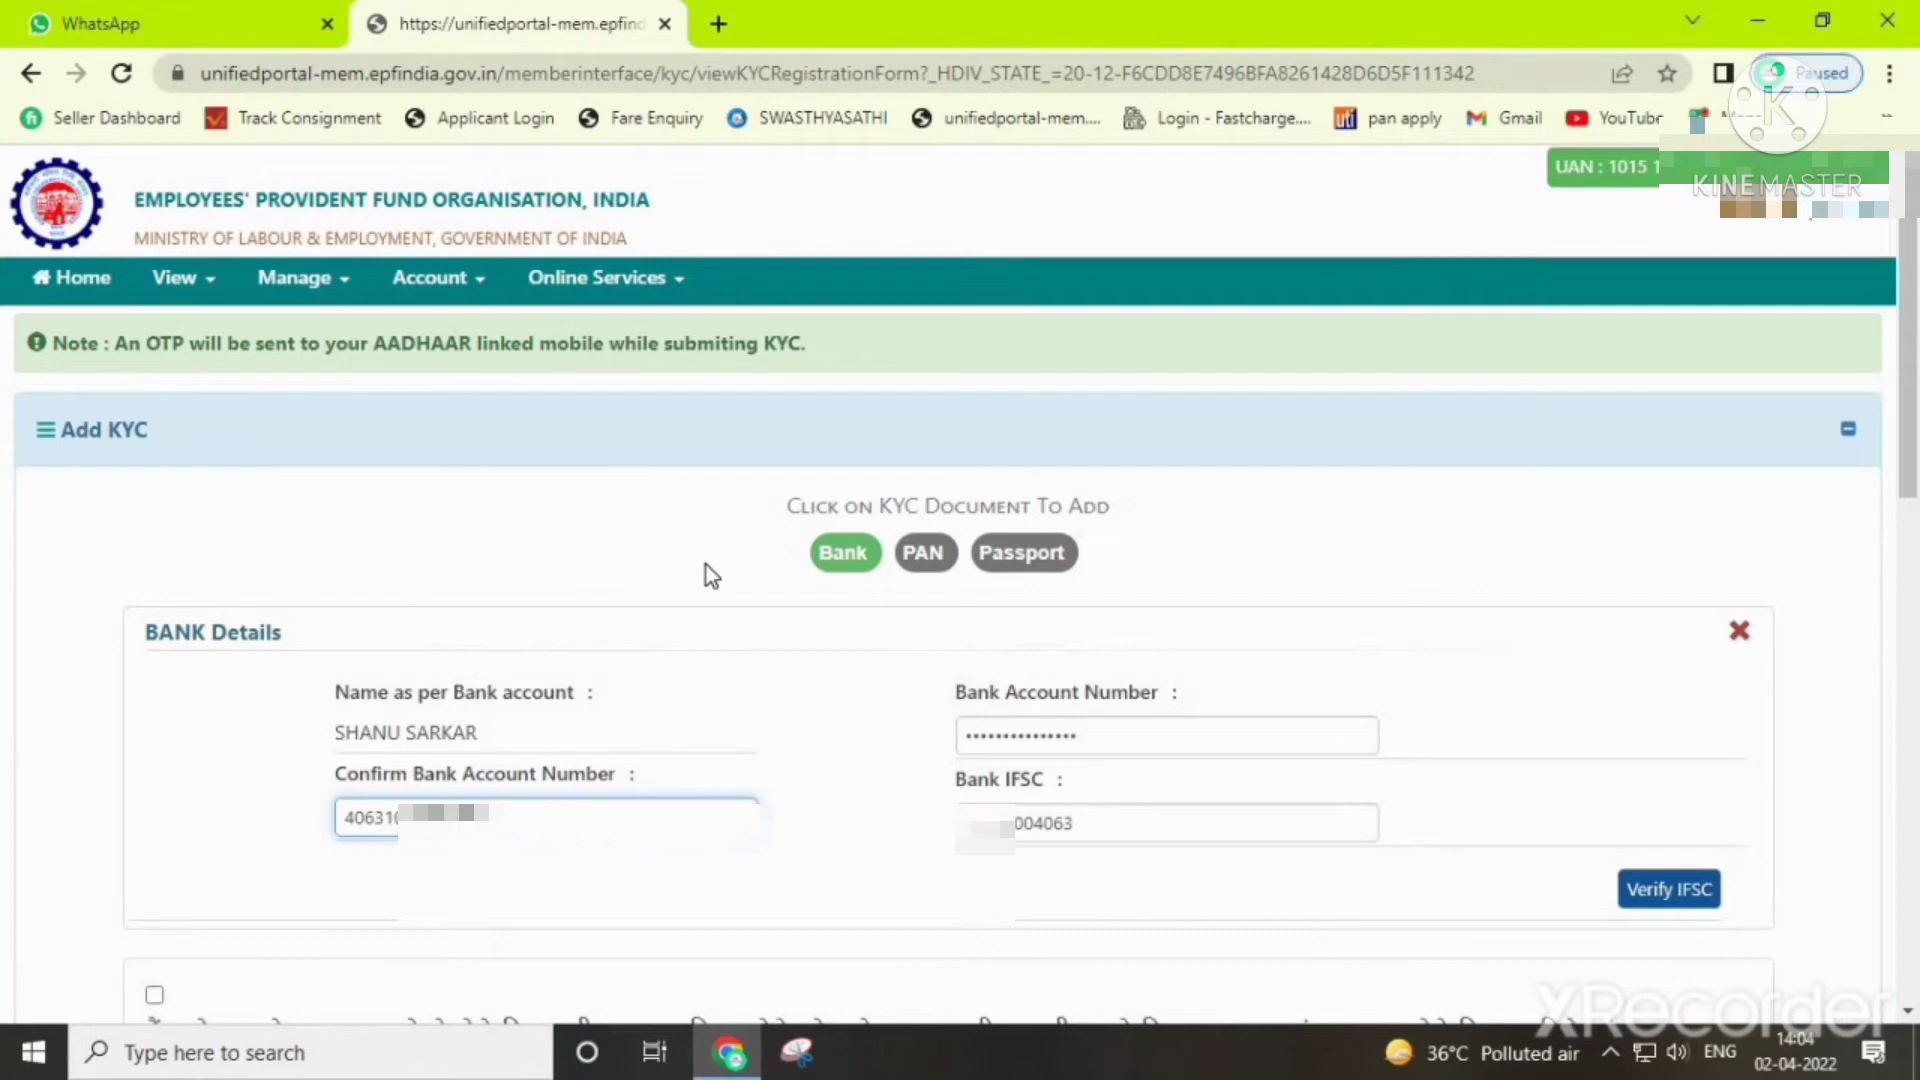 WhatsApp
https://unifiedportal-mem.epfind
unifiedportal-mem.epfindia.gov.in/memberinterface/kyc/viewKYCRegistrationForm?_HDIV_STATE_=20-12-F6CDD8E7496BFA8261428D6D5F111342
Paused
Seller Dashboard
Track Consignment
Applicant Login
Fare Enquiry
SWASTHYASATHI
unifiedportal-mem....
Login - Fastcharge....
uti pan apply
Gmail
YouTube
K
KINEMASTER
UAN : 1015 1
EMPLOYEES' PROVIDENT FUND ORGANISATION, INDIA
MINISTRY OF LABOUR & EMPLOYMENT, GOVERNMENT OF INDIA
Home View Manage Account Online Services
Note : An OTP will be sent to your AADHAAR linked mobile while submiting KYC.
Add KYC
CLICK ON KYC DOCUMENT TO ADD
Bank PAN Passport
BANK Details
Name as per Bank account :
SHANU SARKAR
Bank Account Number :
•••••••••••••••
Confirm Bank Account Number :
406310
Bank IFSC :
004063
Verify IFSC
XRecorder
Type here to search
36°C Polluted air
ENG
14:04
02-04-2022